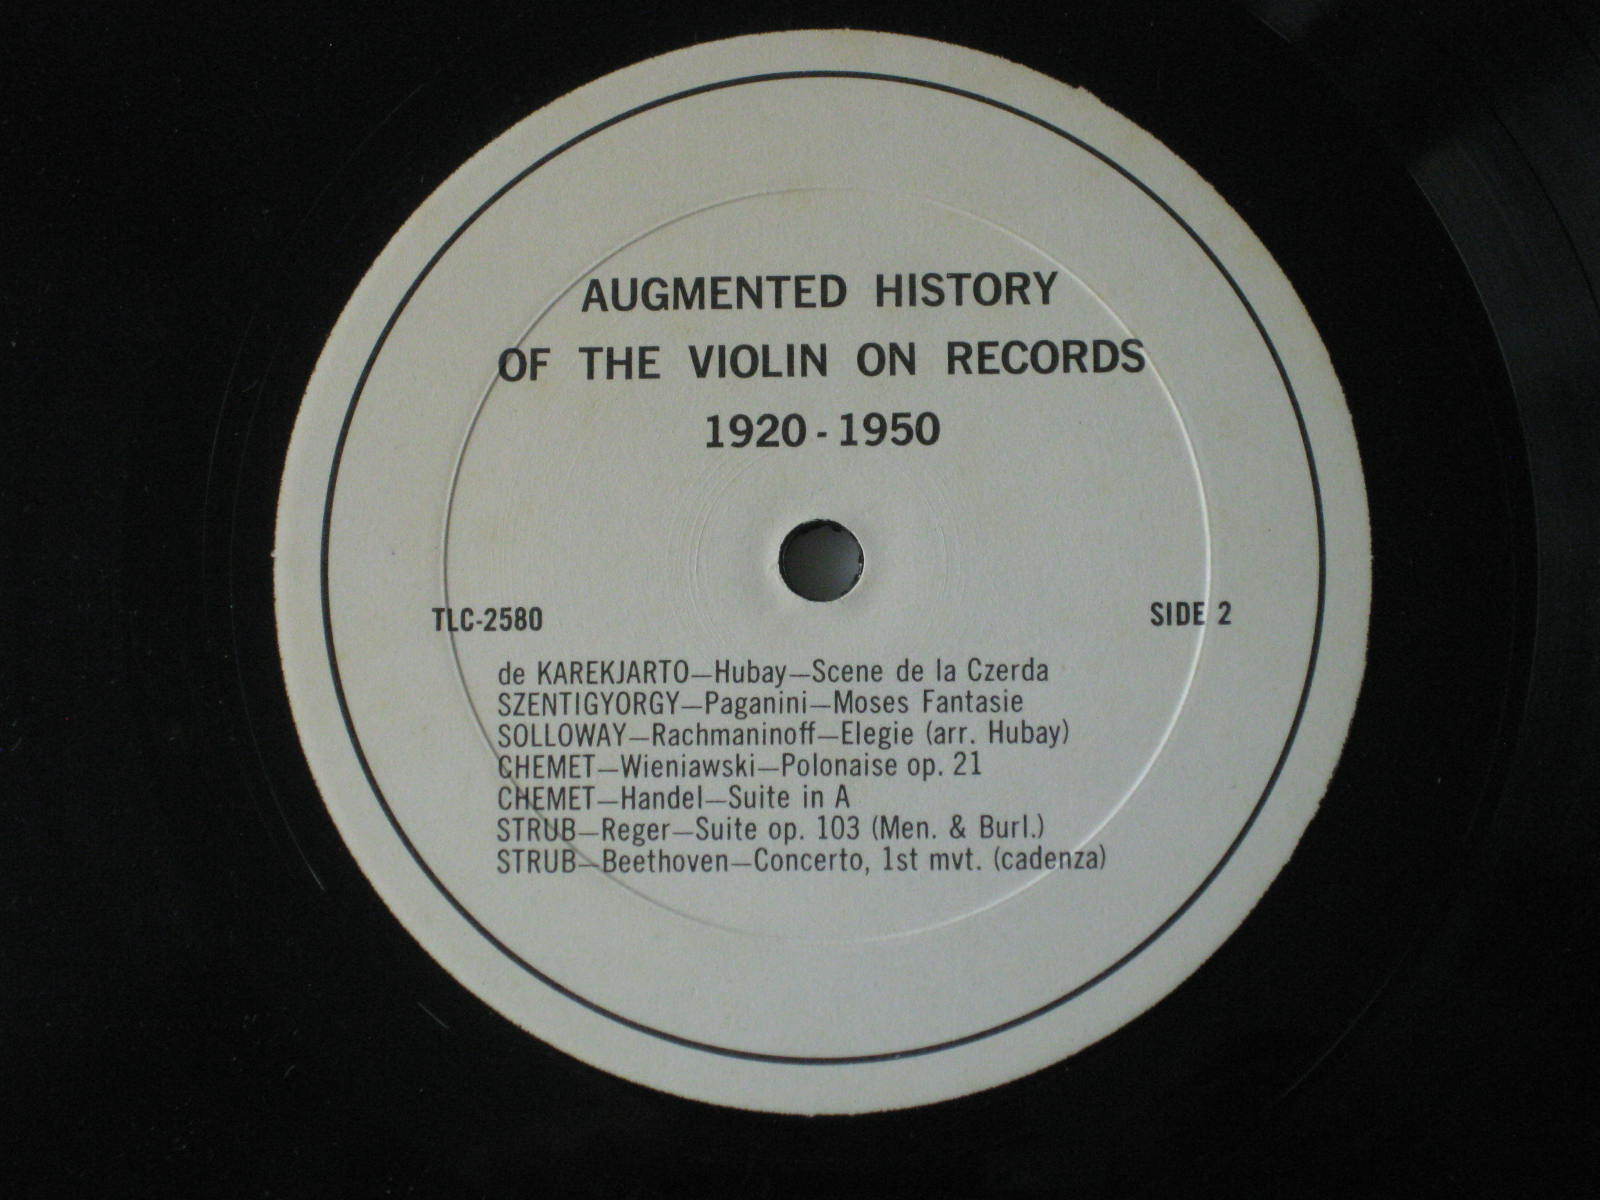 AUGMENTED HISTORY
OF THE VIOLIN ON RECORDS
1920 - 1950
TLC-2580 SIDE 2
de KAREKJARTO—Hubay—Scene de la Czerda
SZENTIGYORGY—Paganini—Moses Fantasie
SOLLOWAY—Rachmaninoff—Elegie (arr. Hubay)
CHEMET—Wieniawski—Polonaise op. 21
CHEMET—Handel—Suite in A
STRUB—Reger—Suite op. 103 (Men. & Burl.)
STRUB—Beethoven—Concerto, 1st mvt. (cadenza)